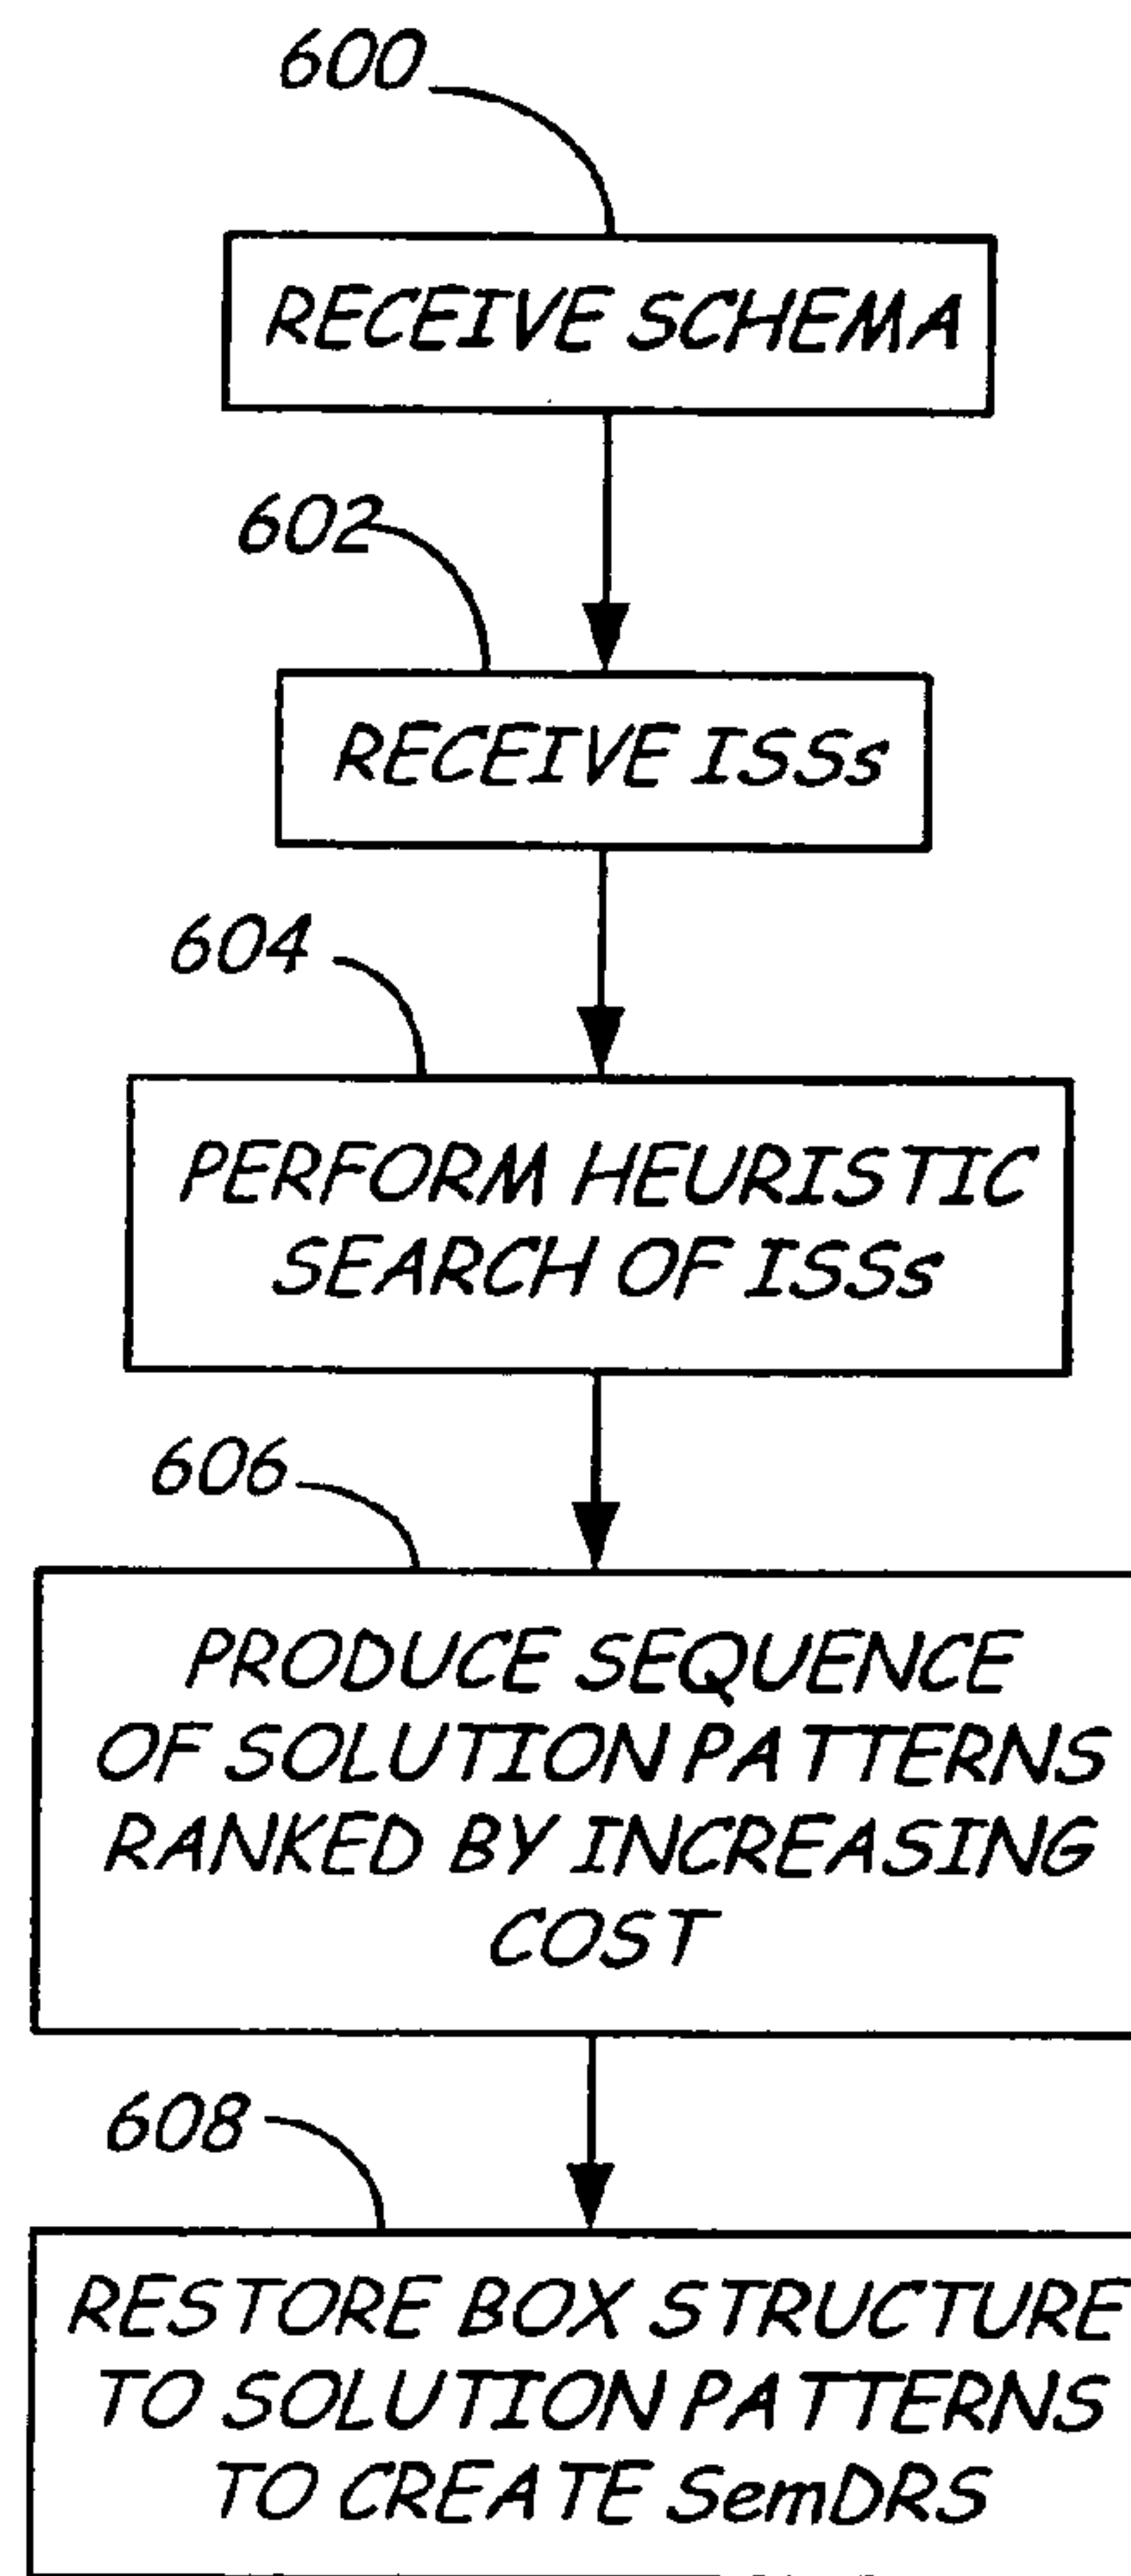 600
RECEIVE SCHEMA
602
RECEIVE ISSs
604
PERFORM HEURISTIC
SEARCH OF ISSs
606
PRODUCE SEQUENCE
OF SOLUTION PATTERNS
RANKED BY INCREASING
COST
608
RESTORE BOX STRUCTURE
TO SOLUTION PATTERNS
TO CREATE SemDRS